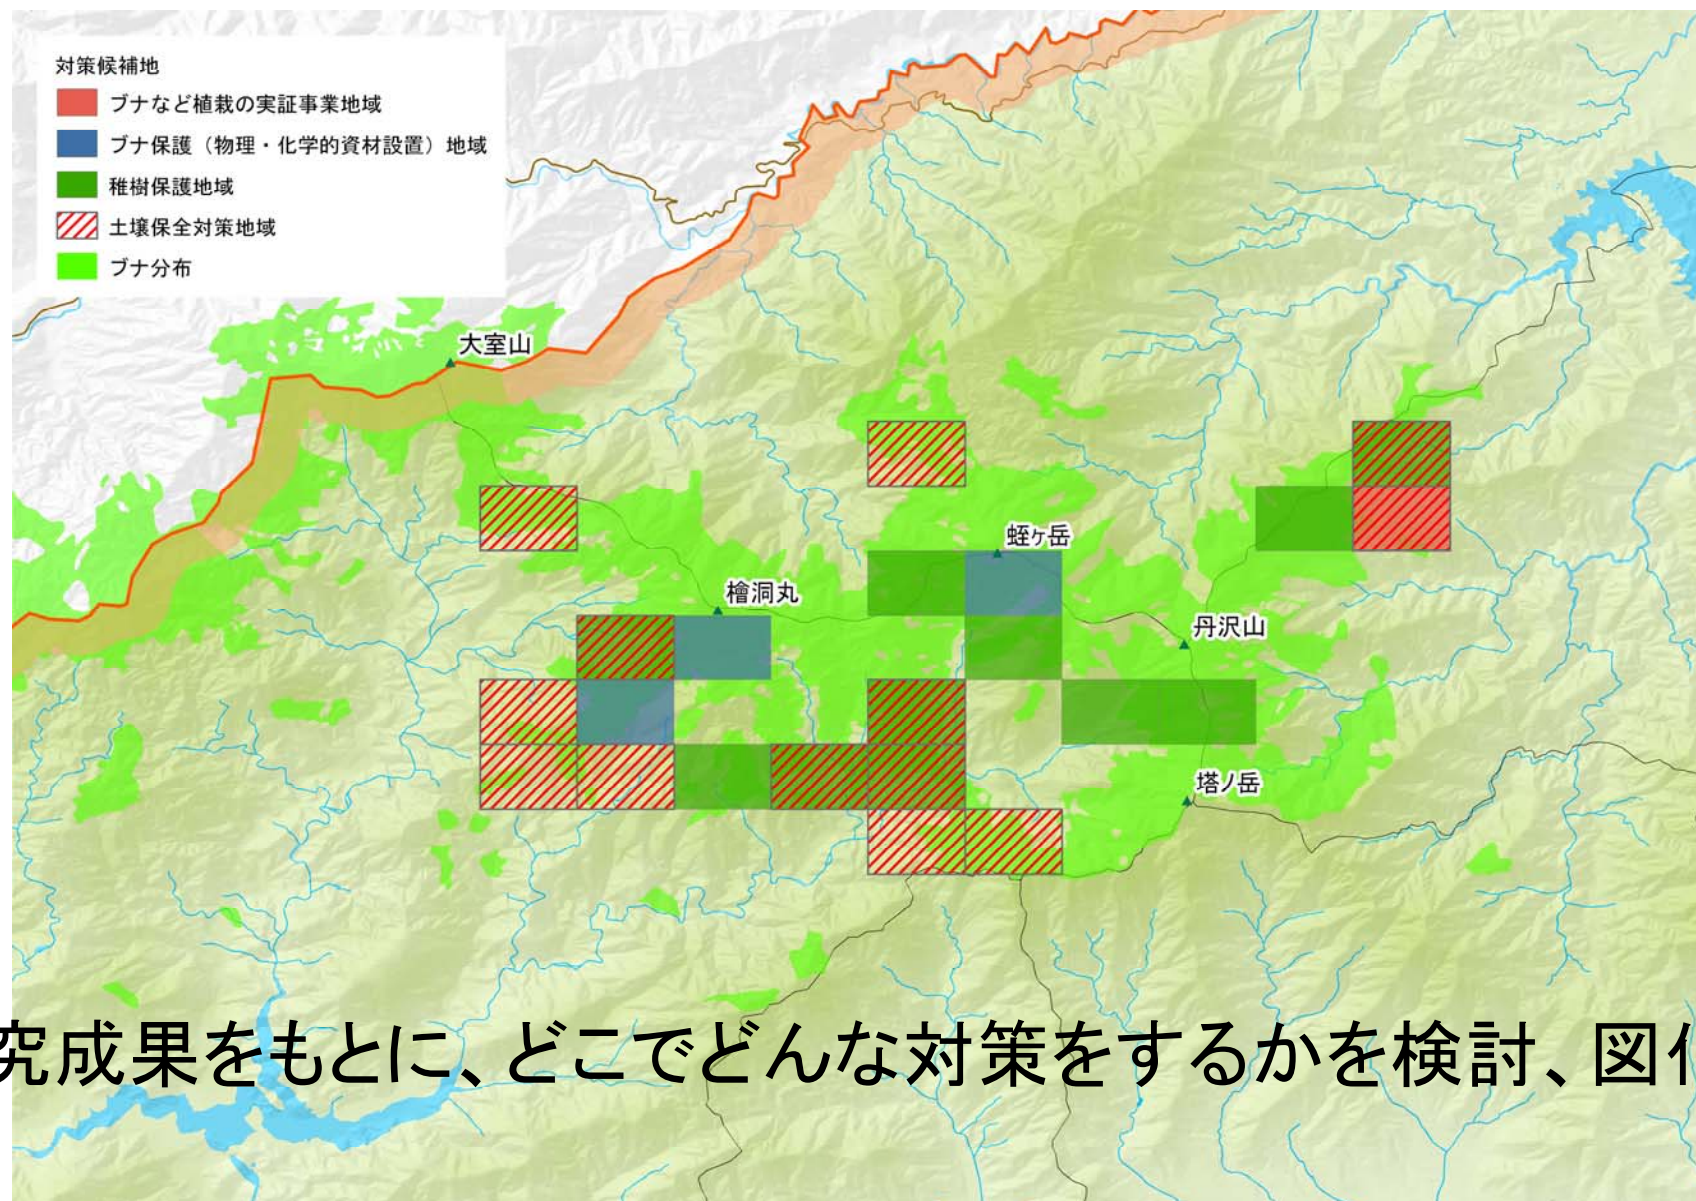 対策候補地
ブナなど植栽の実証事業地域
ブナ保護（物理・化学的資材設置）地域
稚樹保護地域
土壌保全対策地域
ブナ分布
大室山
蛭ヶ岳
檜洞丸
丹沢山
塔ノ岳
究成果をもとに、どこでどんな対策をするかを検討、図化